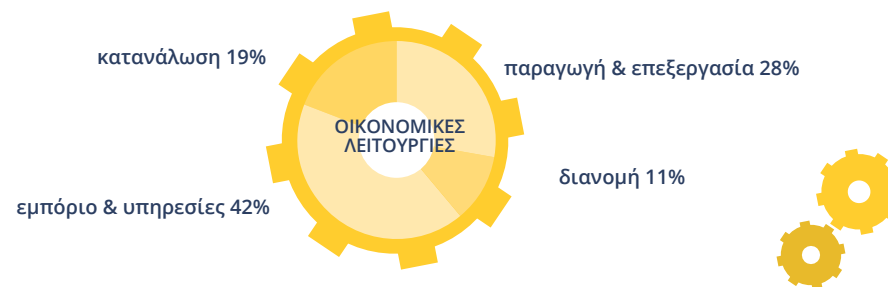 κατανάλωση 19%
παραγωγή & επεξεργασία 28%
ΟΙΚΟΝΟΜΙΚΕΣ
ΛΕΙΤΟΥΡΓΙΕΣ
διανομή 11%
εμπόριο & υπηρεσίες 42%